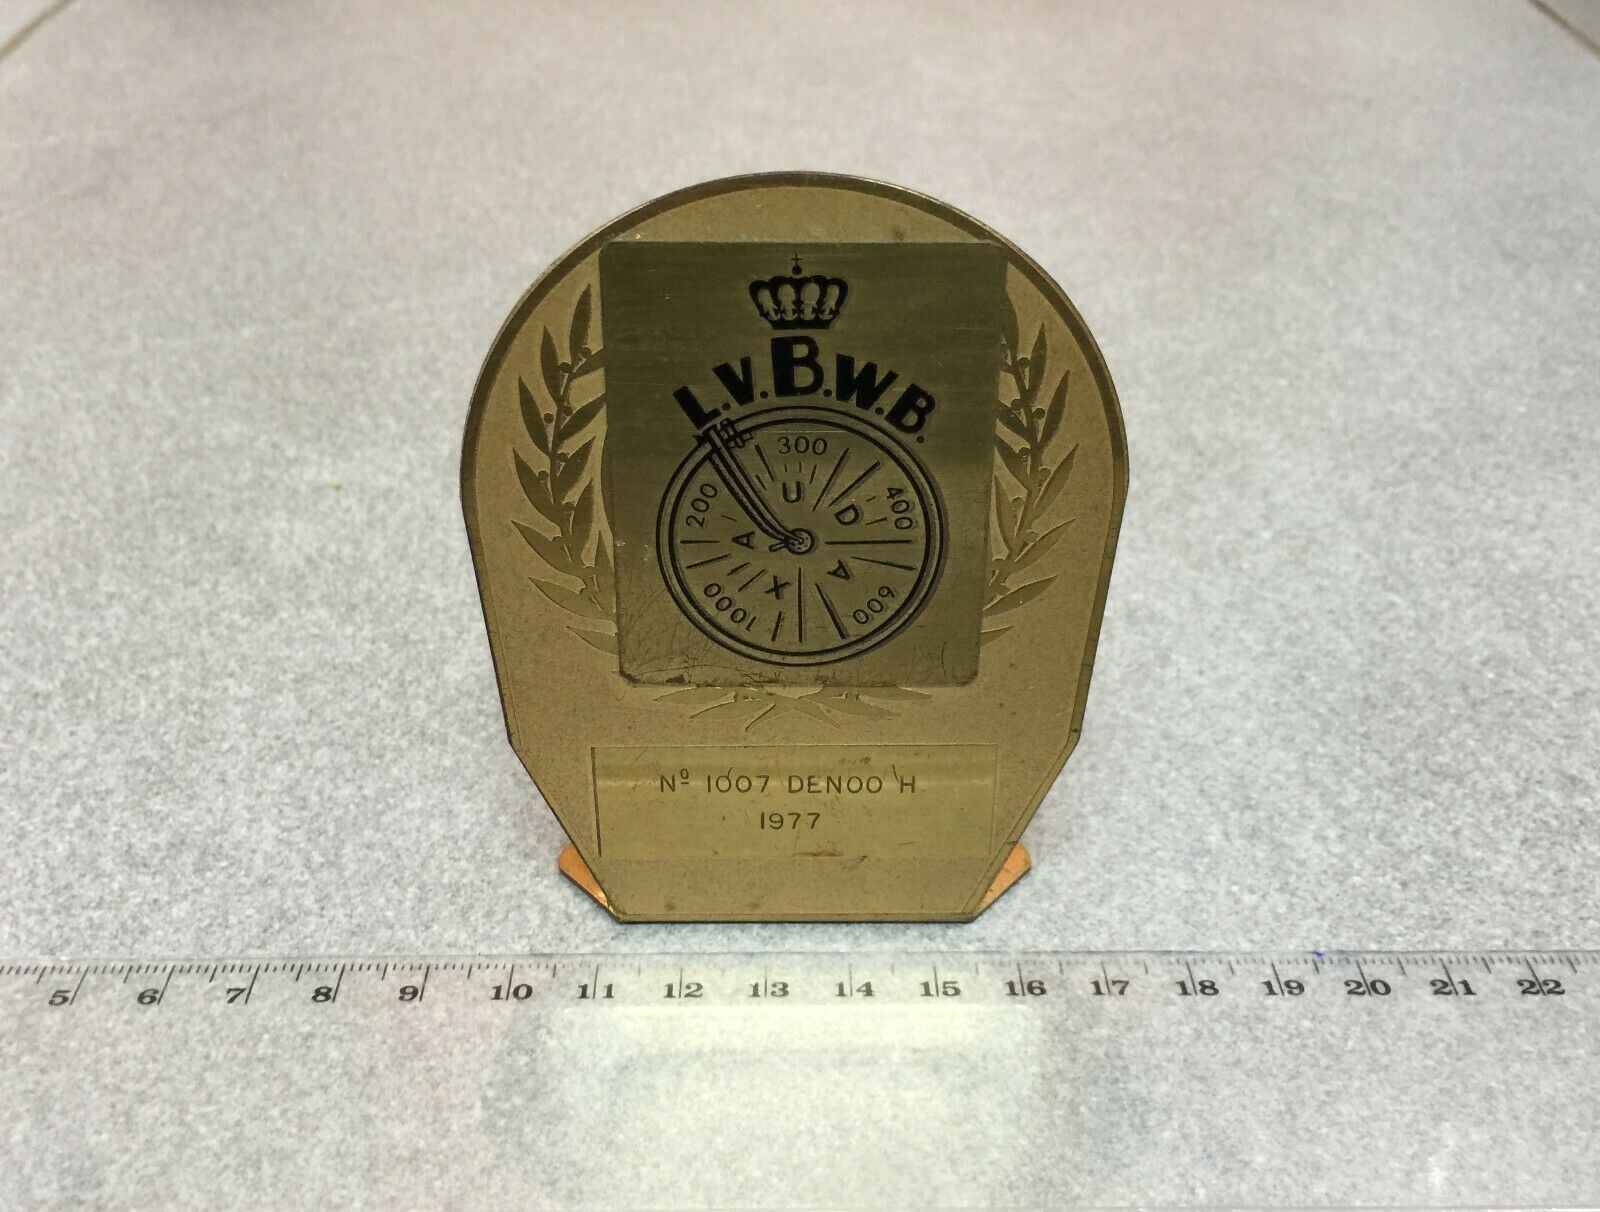 L.V.B.W.B.
200 300 400 600 1000
AUDAX
Nº 1007 DENOO H
1977
5 6 7 8 9 10 11 12 13 14 15 16 17 18 19 20 21 22